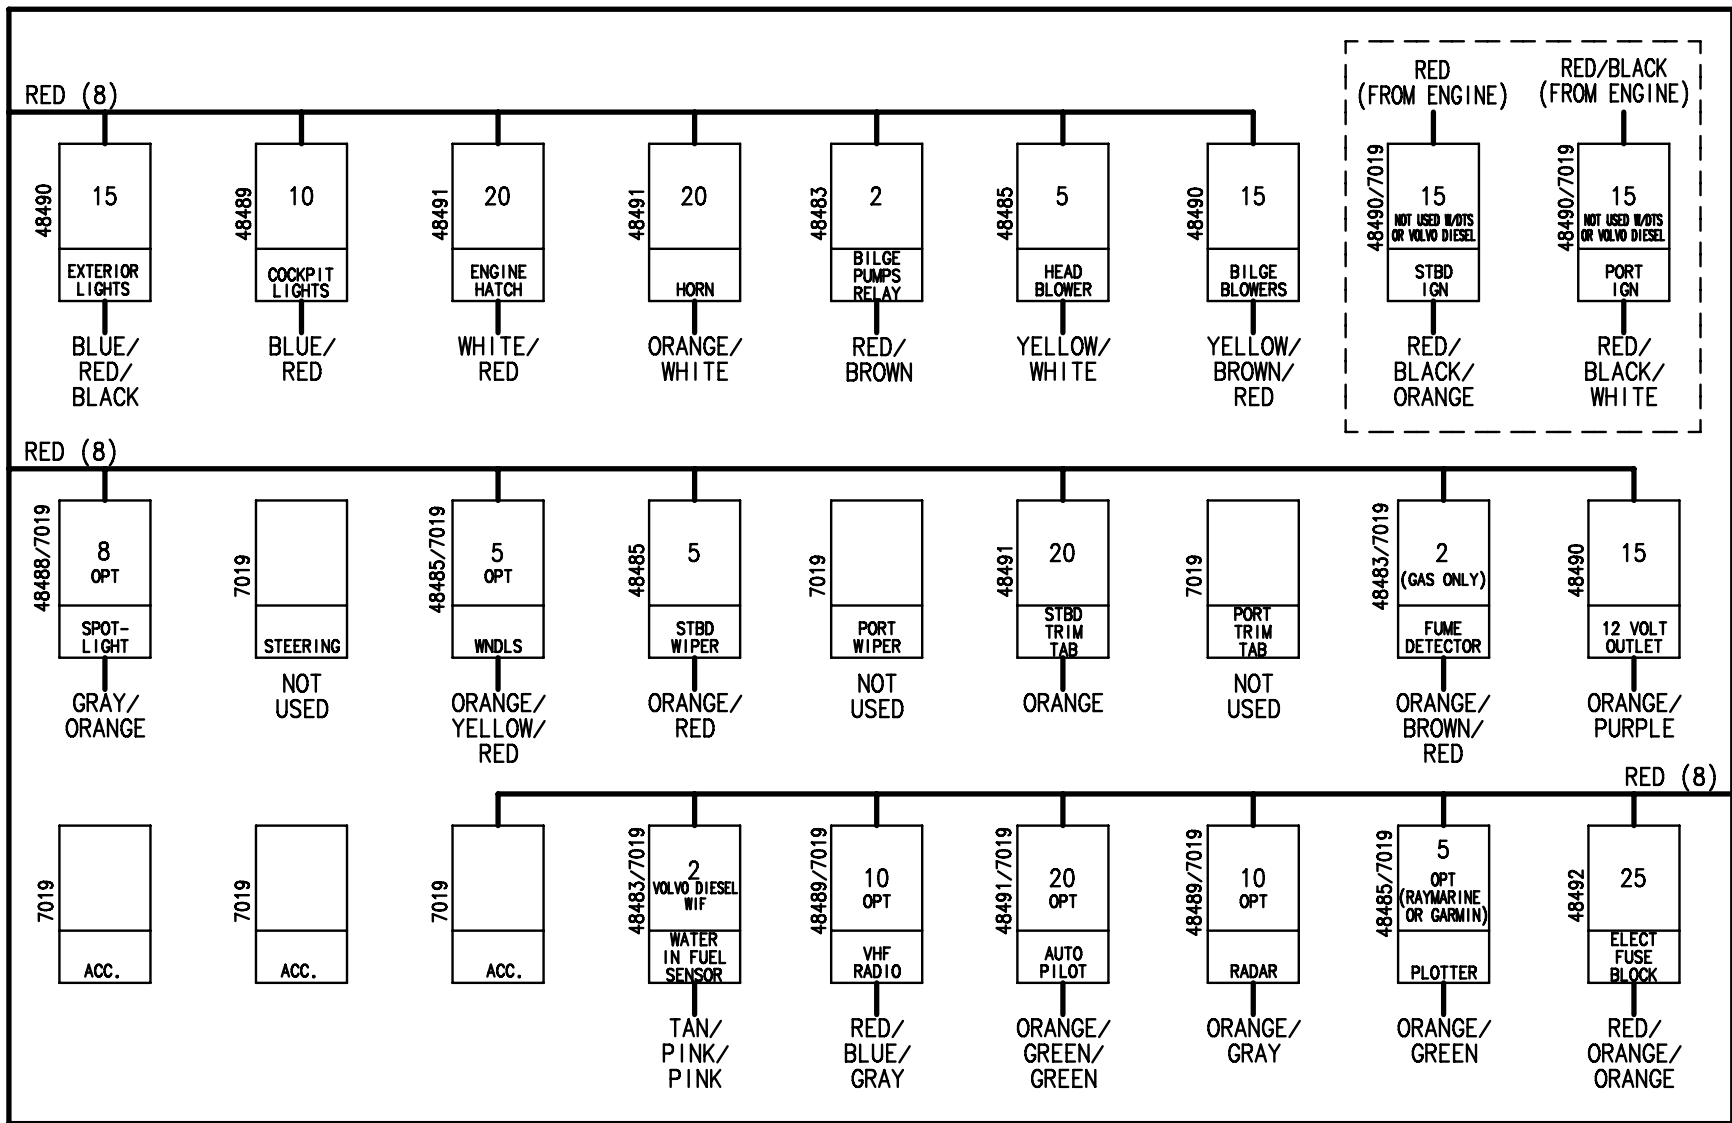 RED (8)
RED
(FROM ENGINE)
RED/BLACK
(FROM ENGINE)
48490
15
EXTERIOR
LIGHTS
BLUE/
RED/
BLACK
48489
10
COCKPIT
LIGHTS
BLUE/
RED
48491
20
ENGINE
HATCH
WHITE/
RED
48491
20
HORN
ORANGE/
WHITE
48483
2
BILGE
PUMPS
RELAY
RED/
BROWN
48485
5
HEAD
BLOWER
YELLOW/
WHITE
48490
15
BILGE
BLOWERS
YELLOW/
BROWN/
RED
48490/7019
15
NOT USED W/DTS
OR VOLVO DIESEL
STBD
IGN
RED/
BLACK/
ORANGE
48490/7019
15
NOT USED W/DTS
OR VOLVO DIESEL
PORT
IGN
RED/
BLACK/
WHITE
RED (8)
48488/7019
8
OPT
SPOT-
LIGHT
GRAY/
ORANGE
7019
STEERING
NOT
USED
48485/7019
5
OPT
WNDLS
ORANGE/
YELLOW/
RED
48485
5
STBD
WIPER
ORANGE/
RED
7019
PORT
WIPER
NOT
USED
48491
20
STBD
TRIM
TAB
ORANGE
7019
PORT
TRIM
TAB
NOT
USED
48483/7019
2
(GAS ONLY)
FUME
DETECTOR
ORANGE/
BROWN/
RED
48490
15
12 VOLT
OUTLET
ORANGE/
PURPLE
RED (8)
7019
ACC.
7019
ACC.
7019
ACC.
48483/7019
2
VOLVO DIESEL
WIF
WATER
IN FUEL
SENSOR
TAN/
PINK/
PINK
48489/7019
10
OPT
VHF
RADIO
RED/
BLUE/
GRAY
48491/7019
20
OPT
AUTO
PILOT
ORANGE/
GREEN/
GREEN
48489/7019
10
OPT
RADAR
ORANGE/
GRAY
48485/7019
5
OPT
(RAYMARINE
OR GARMIN)
PLOTTER
ORANGE/
GREEN
48492
25
ELECT
FUSE
BLOCK
RED/
ORANGE/
ORANGE